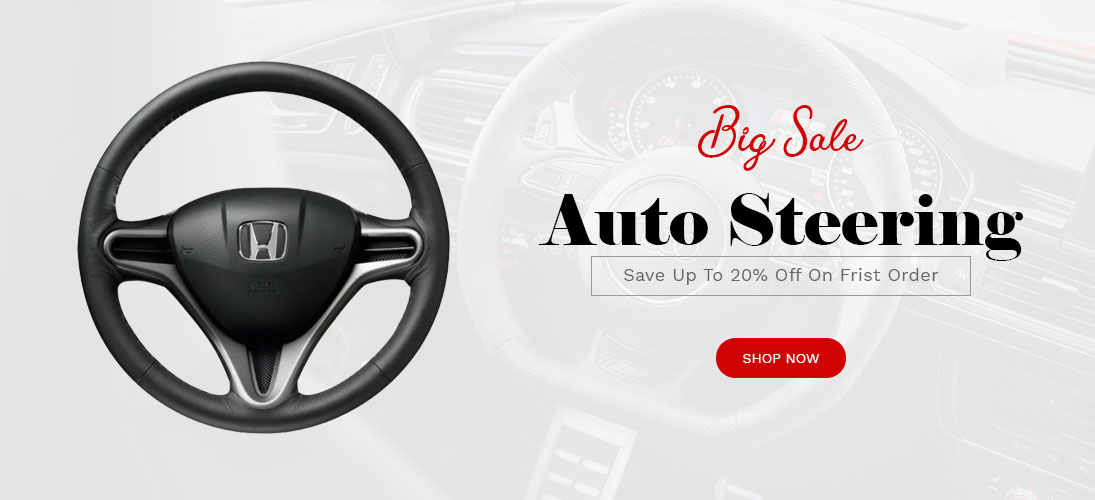 Big Sale
Auto Steering
Save Up To 20% Off On Frist Order
SHOP NOW